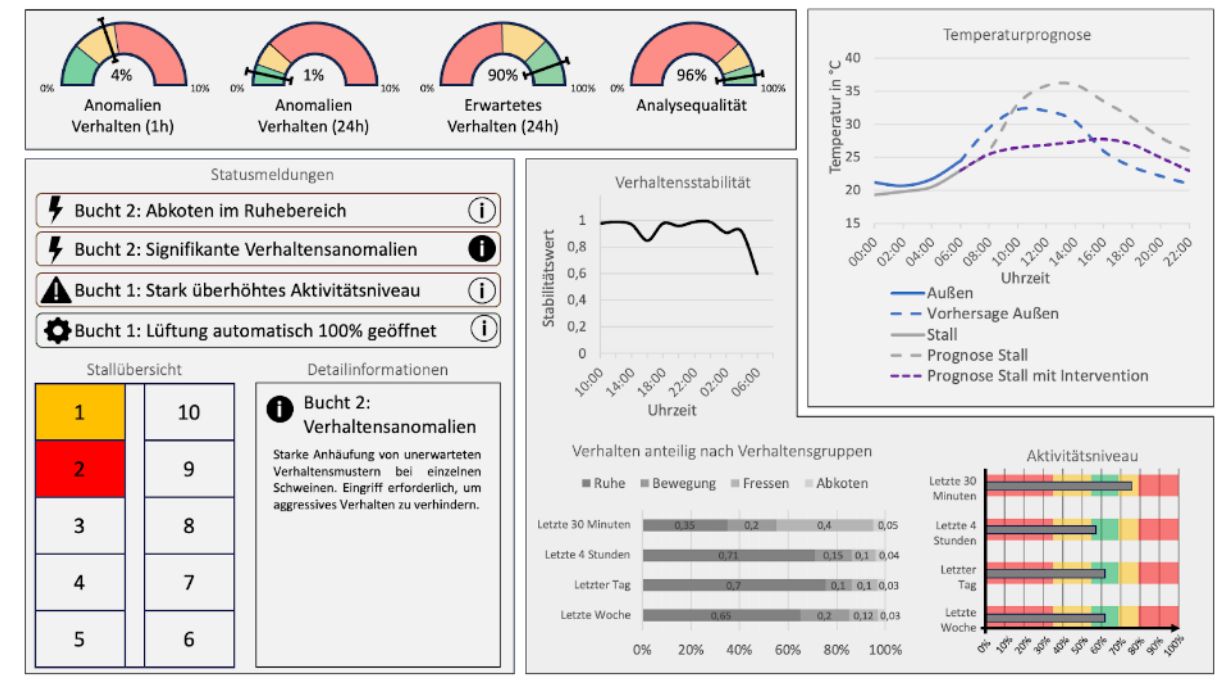 4%
0%
10%
Anomalien
Verhalten (1h)
1%
0%
10%
Anomalien
Verhalten (24h)
90%
0%
100%
Erwartetes
Verhalten (24h)
96%
0%
100%
Analysequalität
Temperaturprognose
Temperatur in °C
40
35
30
25
20
15
00:00
02:00
04:00
06:00
08:00
10:00
12:00
14:00
16:00
18:00
20:00
22:00
Uhrzeit
Außen
Vorhersage Außen
Stall
Prognose Stall
Prognose Stall mit Intervention
Statusmeldungen
Bucht 2: Abkoten im Ruhebereich
i
Bucht 2: Signifikante Verhaltensanomalien
i
Bucht 1: Stark überhöhtes Aktivitätsniveau
i
Bucht 1: Lüftung automatisch 100% geöffnet
i
Stallübersicht
1
10
2
9
3
8
4
7
5
6
Detailinformationen
i
Bucht 2:
Verhaltensanomalien
Starke Anhäufung von unerwarteten
Verhaltensmustern bei einzelnen
Schweinen. Eingriff erforderlich, um
aggressives Verhalten zu verhindern.
Verhaltensstabilität
Stabilitätswert
1
0,8
0,6
0,4
0,2
0
10:00
14:00
18:00
22:00
02:00
06:00
Uhrzeit
Verhalten anteilig nach Verhaltensgruppen
Ruhe Bewegung Fressen Abkoten
Letzte 30 Minuten 0,35 0,2 0,4 0,05
Letzte 4 Stunden 0,71 0,15 0,1 0,04
Letzter Tag 0,7 0,1 0,1 0,03
Letzte Woche 0,65 0,2 0,12 0,03
0% 20% 40% 60% 80% 100%
Aktivitätsniveau
Letzte 30
Minuten
Letzte 4
Stunden
Letzter
Tag
Letzte
Woche
0% 10% 20% 30% 40% 50% 60% 70% 80% 90% 100%